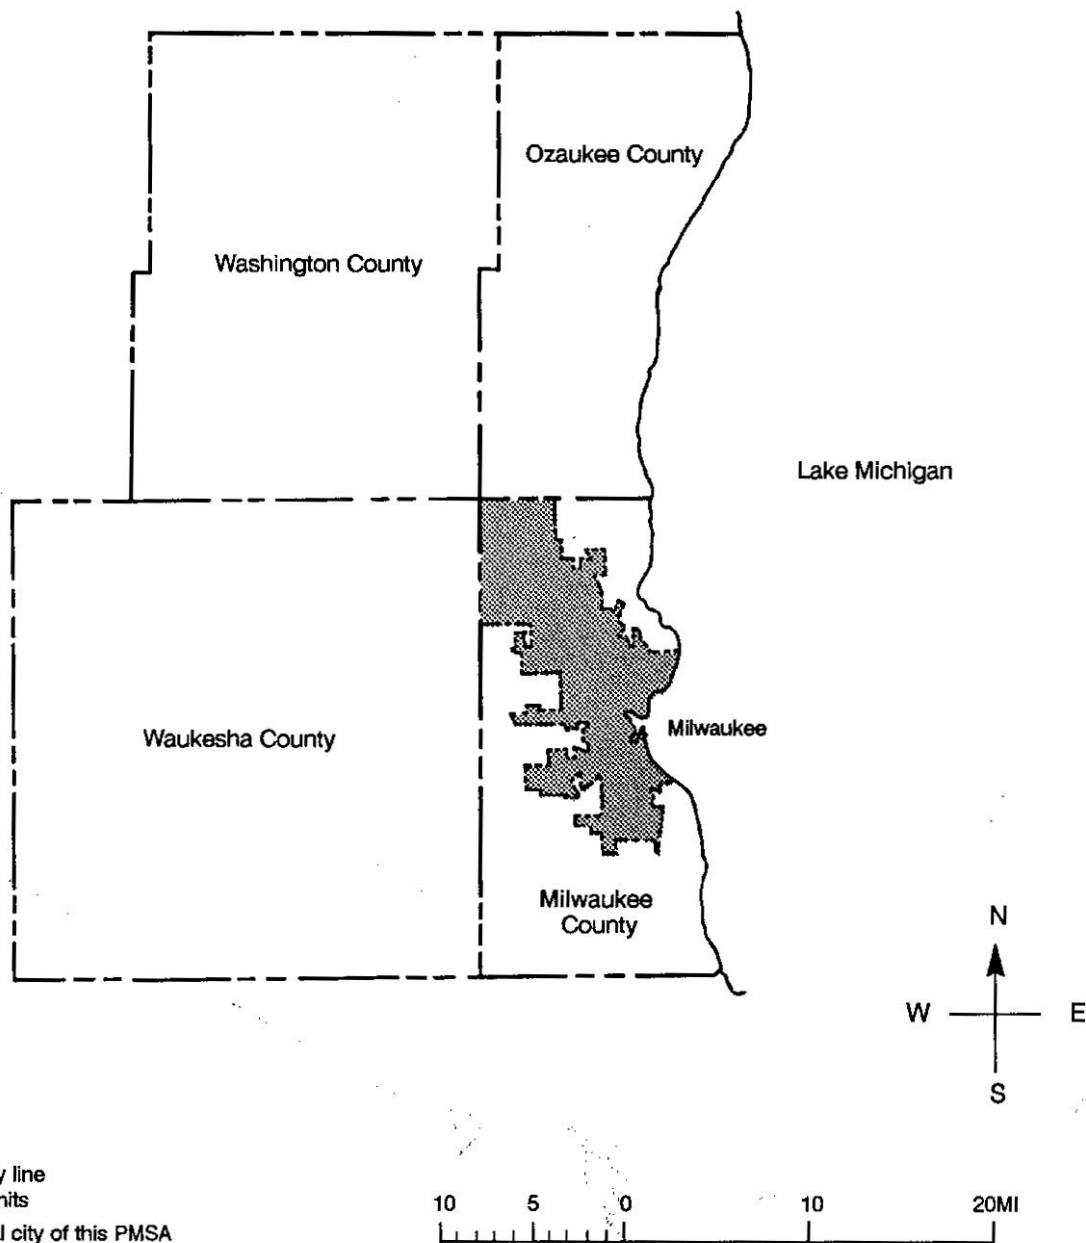 Ozaukee County
Washington County
Lake Michigan
Waukesha County
Milwaukee
Milwaukee
County
N
W
E
S
line
city of this PMSA
10 5 0 10 20MI